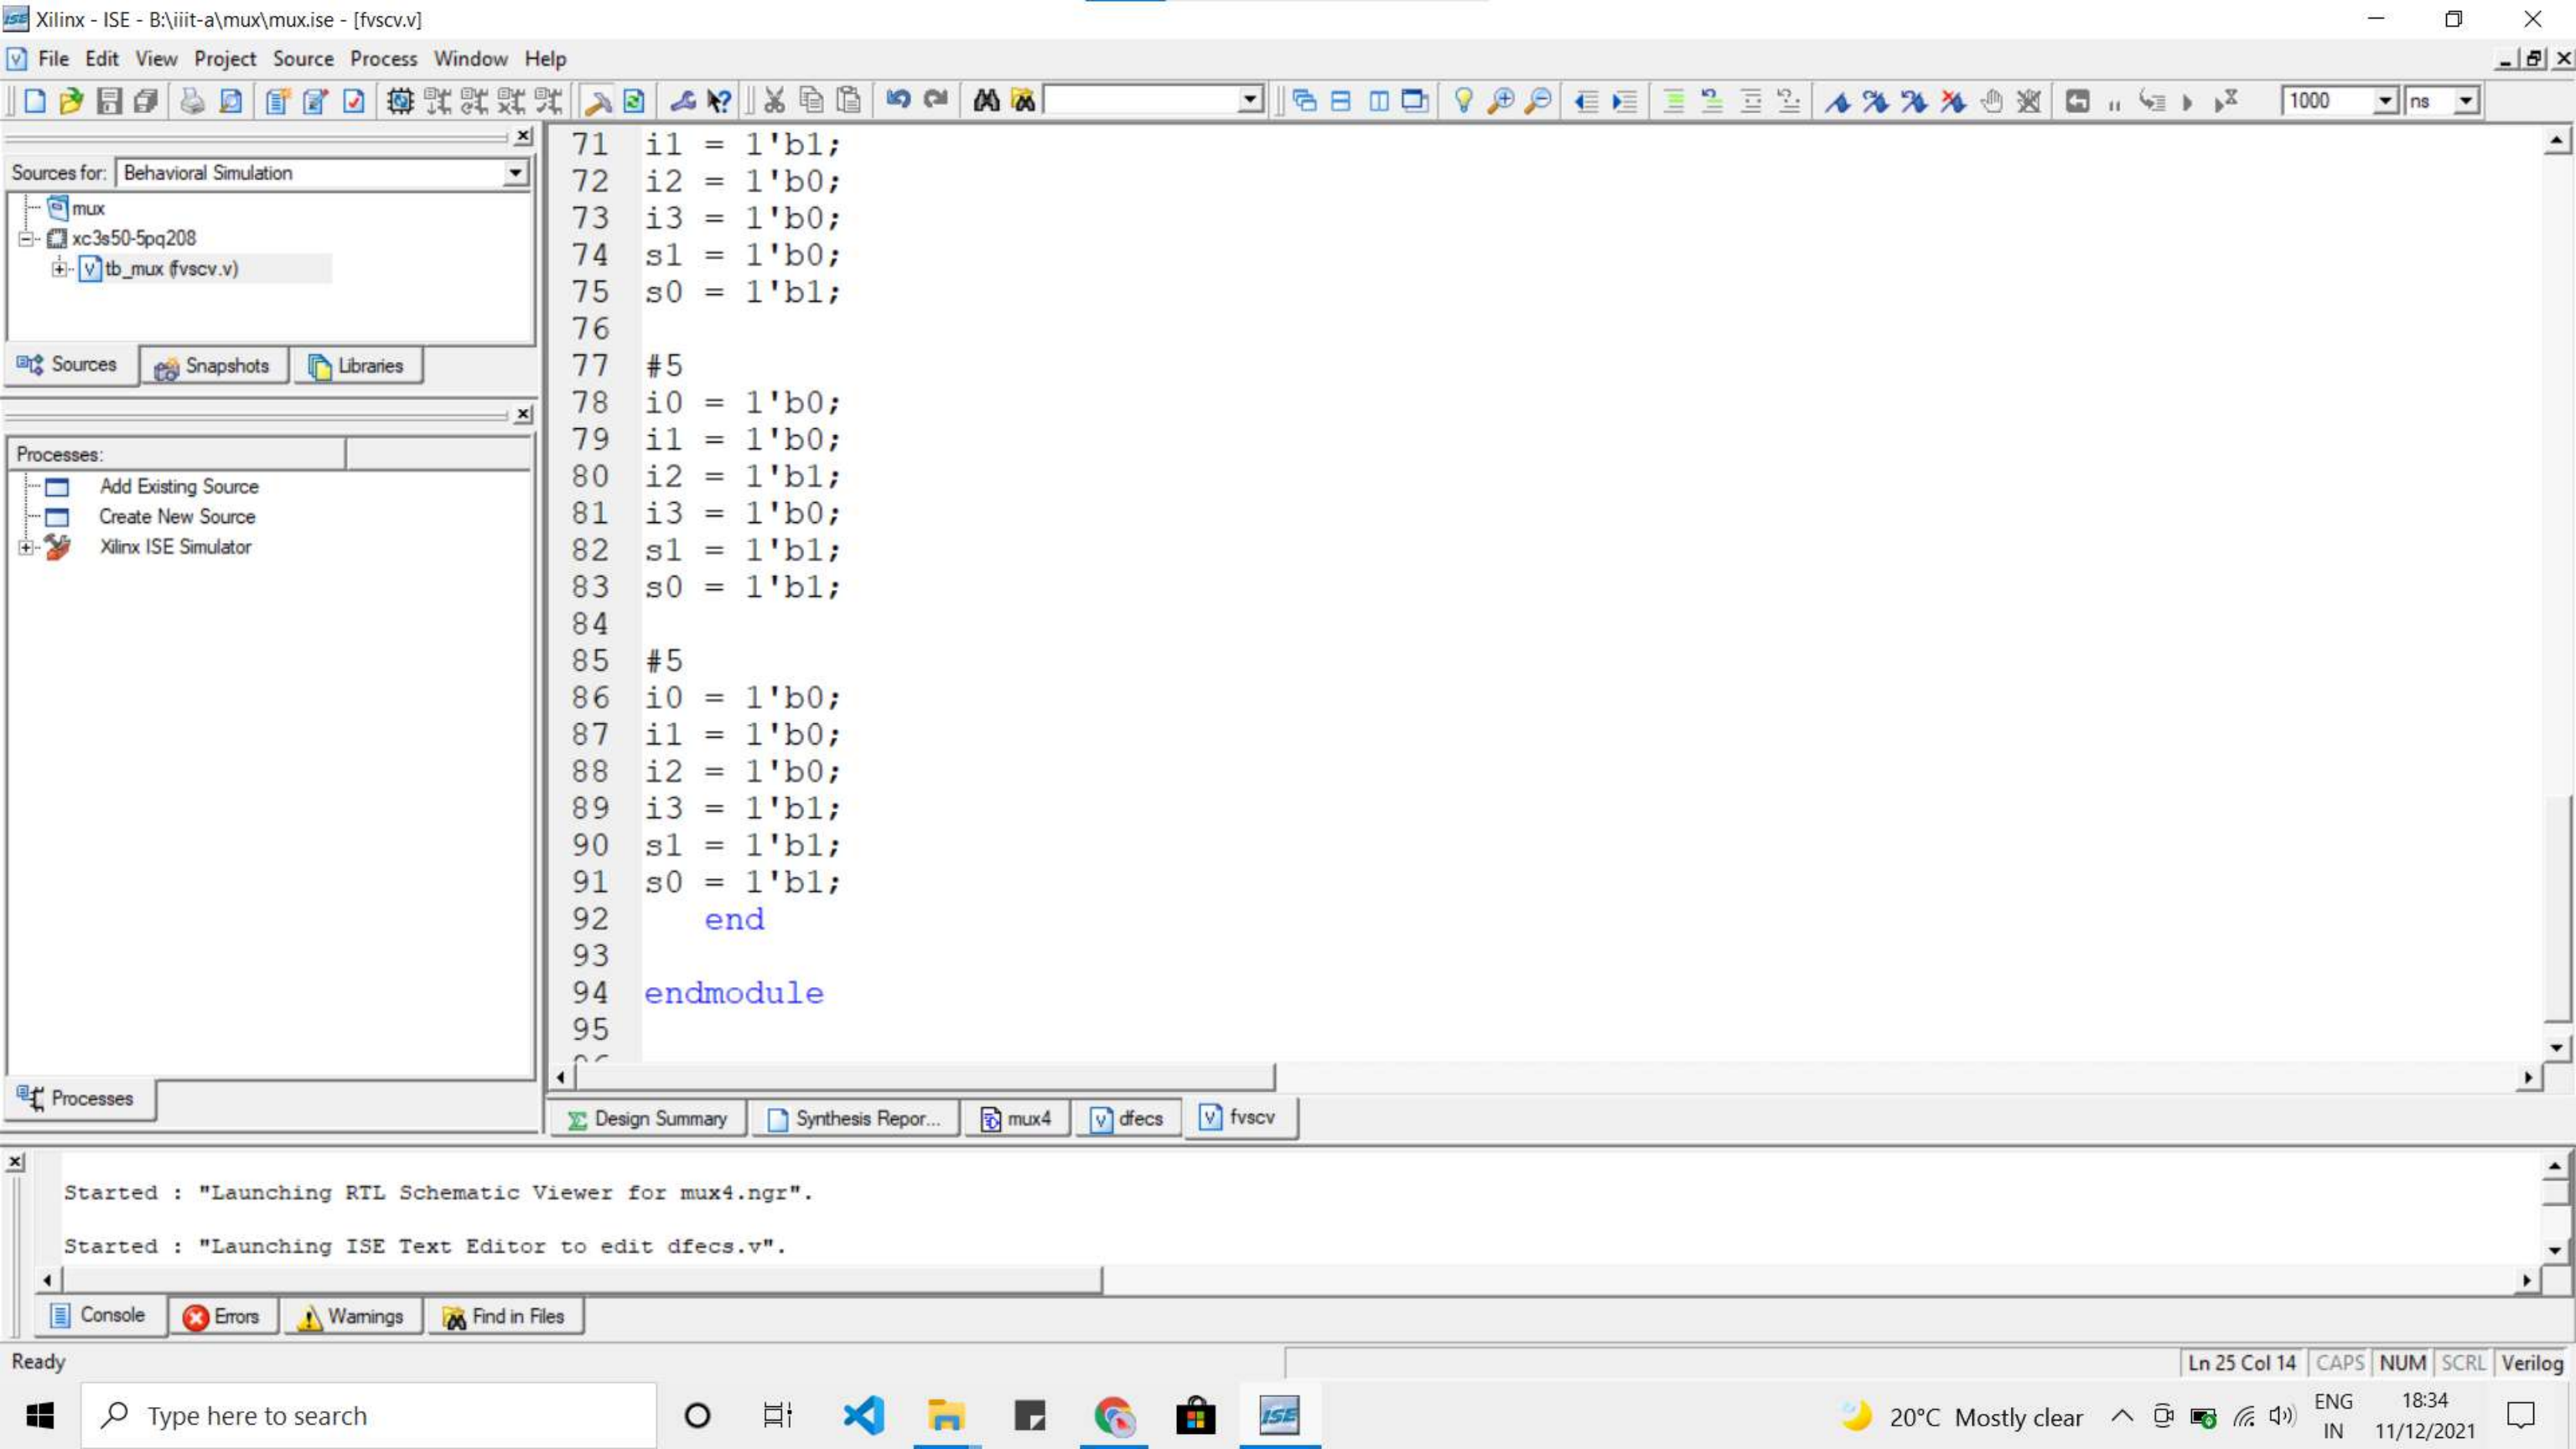 Xilinx - ISE - B:\iiit-a\mux\mux.ise - [fvscv.v]
File Edit View Project Source Process Window Help
1000 ns
Sources for: Behavioral Simulation
mux
xc3s50-5pq208
tb_mux (fvscv.v)
Sources Snapshots Libraries
Processes:
Add Existing Source
Create New Source
Xilinx ISE Simulator
Processes
71 i1 = 1'b1;
72 i2 = 1'b0;
73 i3 = 1'b0;
74 s1 = 1'b0;
75 s0 = 1'b1;
76
77 #5
78 i0 = 1'b0;
79 i1 = 1'b0;
80 i2 = 1'b1;
81 i3 = 1'b0;
82 s1 = 1'b1;
83 s0 = 1'b1;
84
85 #5
86 i0 = 1'b0;
87 i1 = 1'b0;
88 i2 = 1'b0;
89 i3 = 1'b1;
90 s1 = 1'b1;
91 s0 = 1'b1;
92 end
93
94 endmodule
95
Design Summary Synthesis Repor... mux4 dfecs fvscv
Started : "Launching RTL Schematic Viewer for mux4.ngr".
Started : "Launching ISE Text Editor to edit dfecs.v".
Console Errors Warnings Find in Files
Ready
Ln 25 Col 14 CAPS NUM SCRL Verilog
Type here to search
ISE
20°C Mostly clear
ENG
IN
18:34
11/12/2021